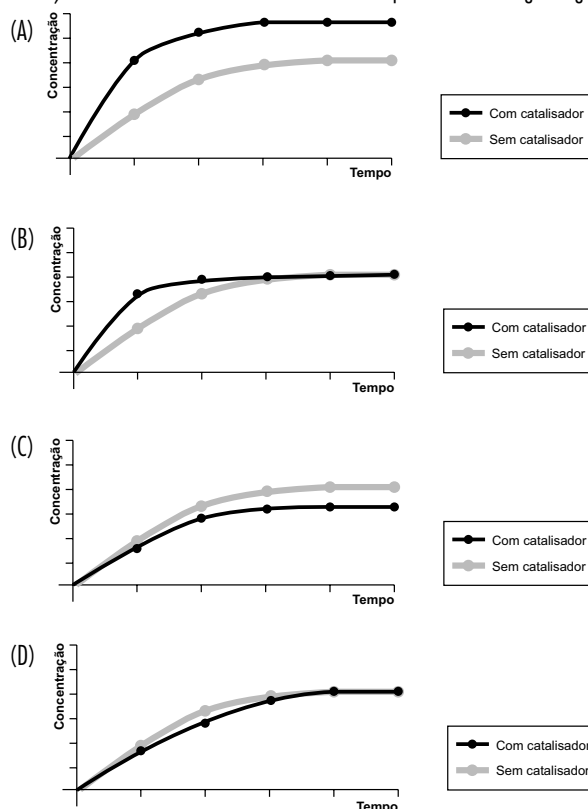 (A)
Concentração
Tempo
Com catalisador
Sem catalisador
(B)
Concentração
Tempo
Com catalisador
Sem catalisador
(C)
Concentração
Tempo
Com catalisador
Sem catalisador
(D)
Concentração
Tempo
Com catalisador
Sem catalisador